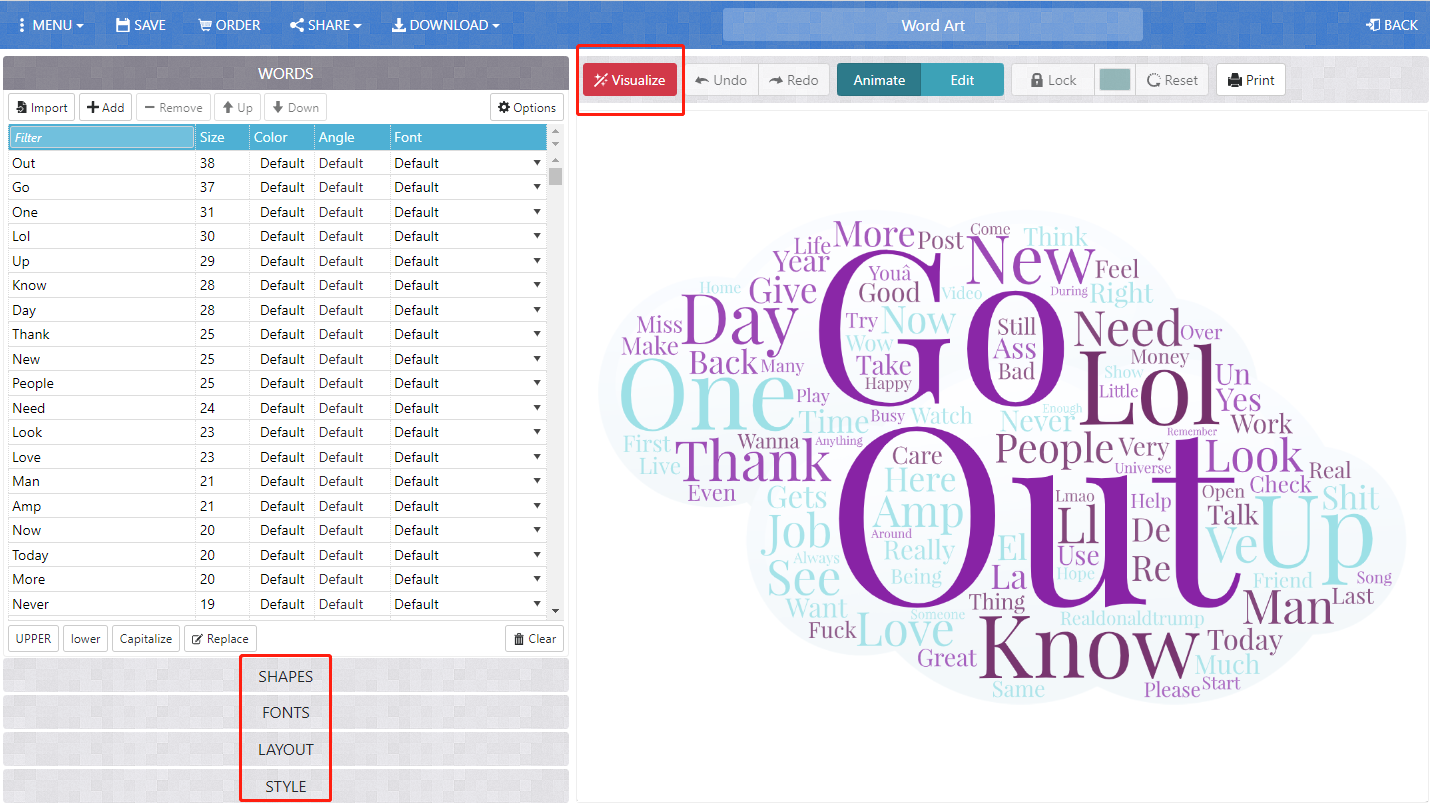 MENU SAVE ORDER SHARE DOWNLOAD Word Art BACK
WORDS
Visualize Undo Redo Animate Edit Lock Reset Print
Import Add Remove Up Down Options
Filter Size Color Angle Font
Out 38 Default Default Default
Go 37 Default Default Default
One 31 Default Default Default
Lol 30 Default Default Default
Up 29 Default Default Default
Know 28 Default Default Default
Day 28 Default Default Default
Thank 25 Default Default Default
New 25 Default Default Default
People 25 Default Default Default
Need 24 Default Default Default
Look 23 Default Default Default
Love 23 Default Default Default
Man 21 Default Default Default
Amp 21 Default Default Default
Now 20 Default Default Default
Today 20 Default Default Default
More 20 Default Default Default
Never 19 Default Default Default
UPPER lower Capitalize Replace Clear
SHAPES
FONTS
LAYOUT
STYLE
Come
Life More Post New Think
Year Youâ Feel
Home Give Good Video During Right
Miss Day Go Try Now Still Need Over
Make Wow Ass
Back Many Take Bad Money
One Happy Show Lol Un
Play Little Yes
Time Busy Watch Never Enough Work
First Wanna Anything Remember
Thank Care People Very Look
Live Universe Real
Even Here Check
Gets Out Lmao Help Open Shit
Job Amp Ll De Talk
Around Up
Always Really El Use Ve
See Being La Hope Re Friend Song
Want Thing Man Last
Someone Realdonaldtrump
Fuck Love Know Today
Great Much
Same Please Start